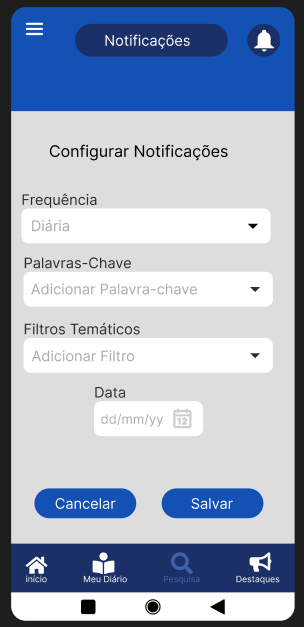 Notificações
Configurar Notificações
Frequência
Diária
Palavras-Chave
Adicionar Palavra-chave
Filtros Temáticos
Adicionar Filtro
Data
dd/mm/yy 12
Cancelar Salvar
início Meu Diário Pesquisa Destaques